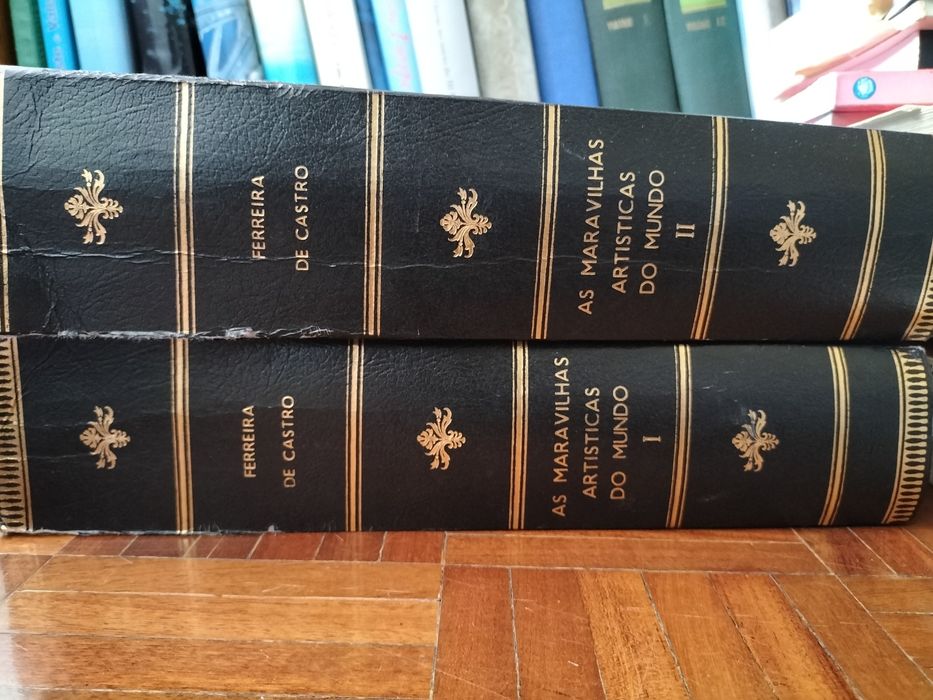 FERREIRA
DE CASTRO
AS MARAVILHAS
ARTISTICAS
DO MUNDO
II
FERREIRA
DE CASTRO
AS MARAVILHAS
ARTISTICAS
DO MUNDO
I